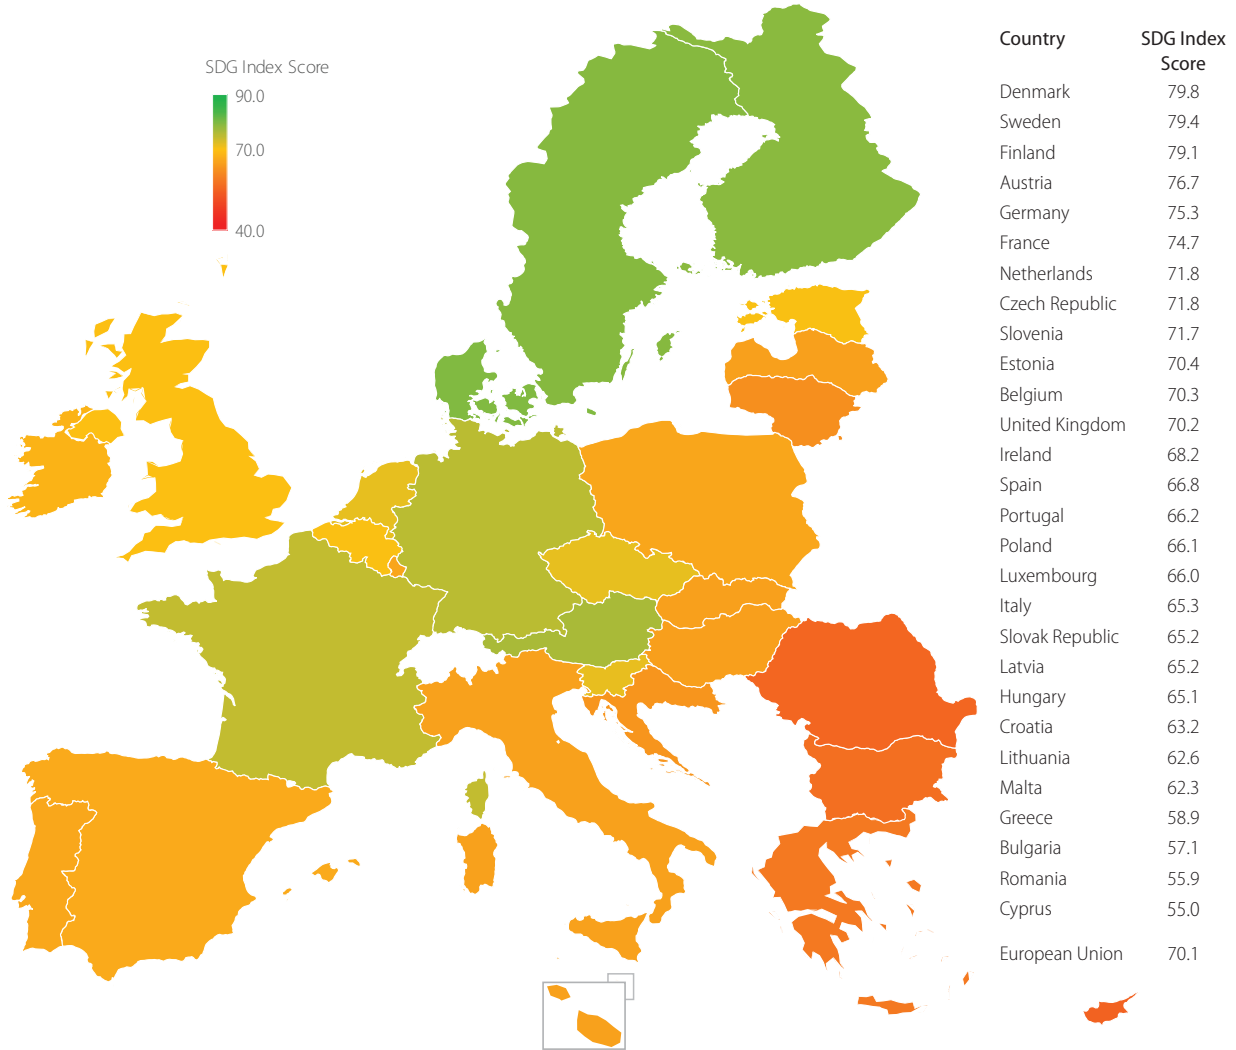 SDG Index Score
90.0
70.0
40.0
Country SDG Index
Score
Denmark 79.8
Sweden 79.4
Finland 79.1
Austria 76.7
Germany 75.3
France 74.7
Netherlands 71.8
Czech Republic 71.8
Slovenia 71.7
Estonia 70.4
Belgium 70.3
United Kingdom 70.2
Ireland 68.2
Spain 66.8
Portugal 66.2
Poland 66.1
Luxembourg 66.0
Italy 65.3
Slovak Republic 65.2
Latvia 65.2
Hungary 65.1
Croatia 63.2
Lithuania 62.6
Malta 62.3
Greece 58.9
Bulgaria 57.1
Romania 55.9
Cyprus 55.0
European Union 70.1